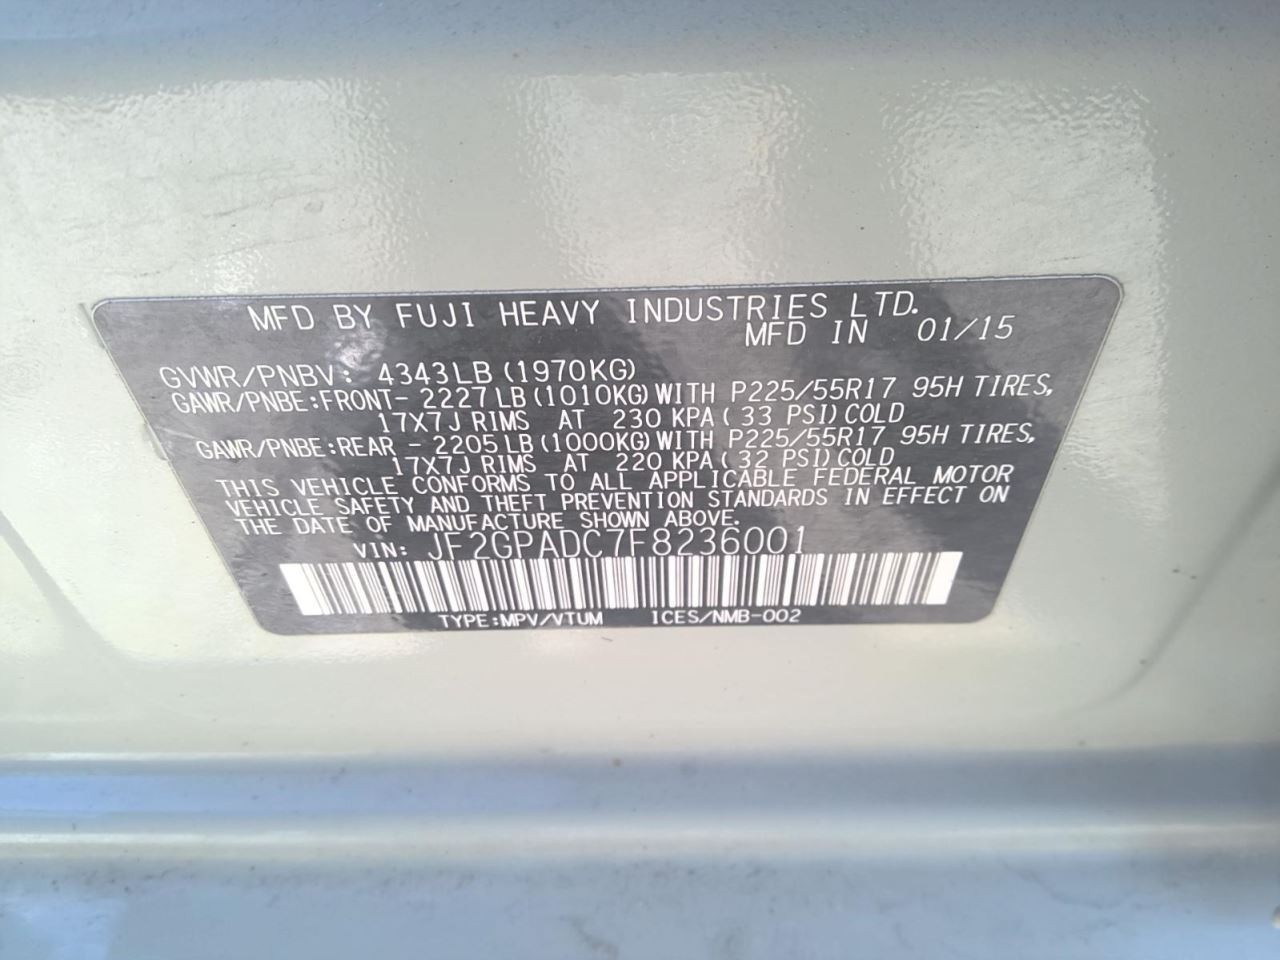 MFD BY FUJI HEAVY INDUSTRIES LTD.
MFD IN 01/15
GVWR/PNBV: 4343LB (1970KG)
GAWR/PNBE:FRONT- 2227LB(1010KG)WITH P225/55R17 95H TIRES,
17X7J RIMS AT 230 KPA( 33 PSI)COLD
GAWR/PNBE:REAR - 2205LB(1000KG)WITH P225/55R17 95H TIRES,
17X7J RIMS AT 220 KPA( 32 PSI)COLD
THIS VEHICLE CONFORMS TO ALL APPLICABLE FEDERAL MOTOR
VEHICLE SAFETY AND THEFT PREVENTION STANDARDS IN EFFECT ON
THE DATE OF MANUFACTURE SHOWN ABOVE.
VIN: JF2GPADC7F8236001
TYPE:MPV/VTUM ICES/NMB-002